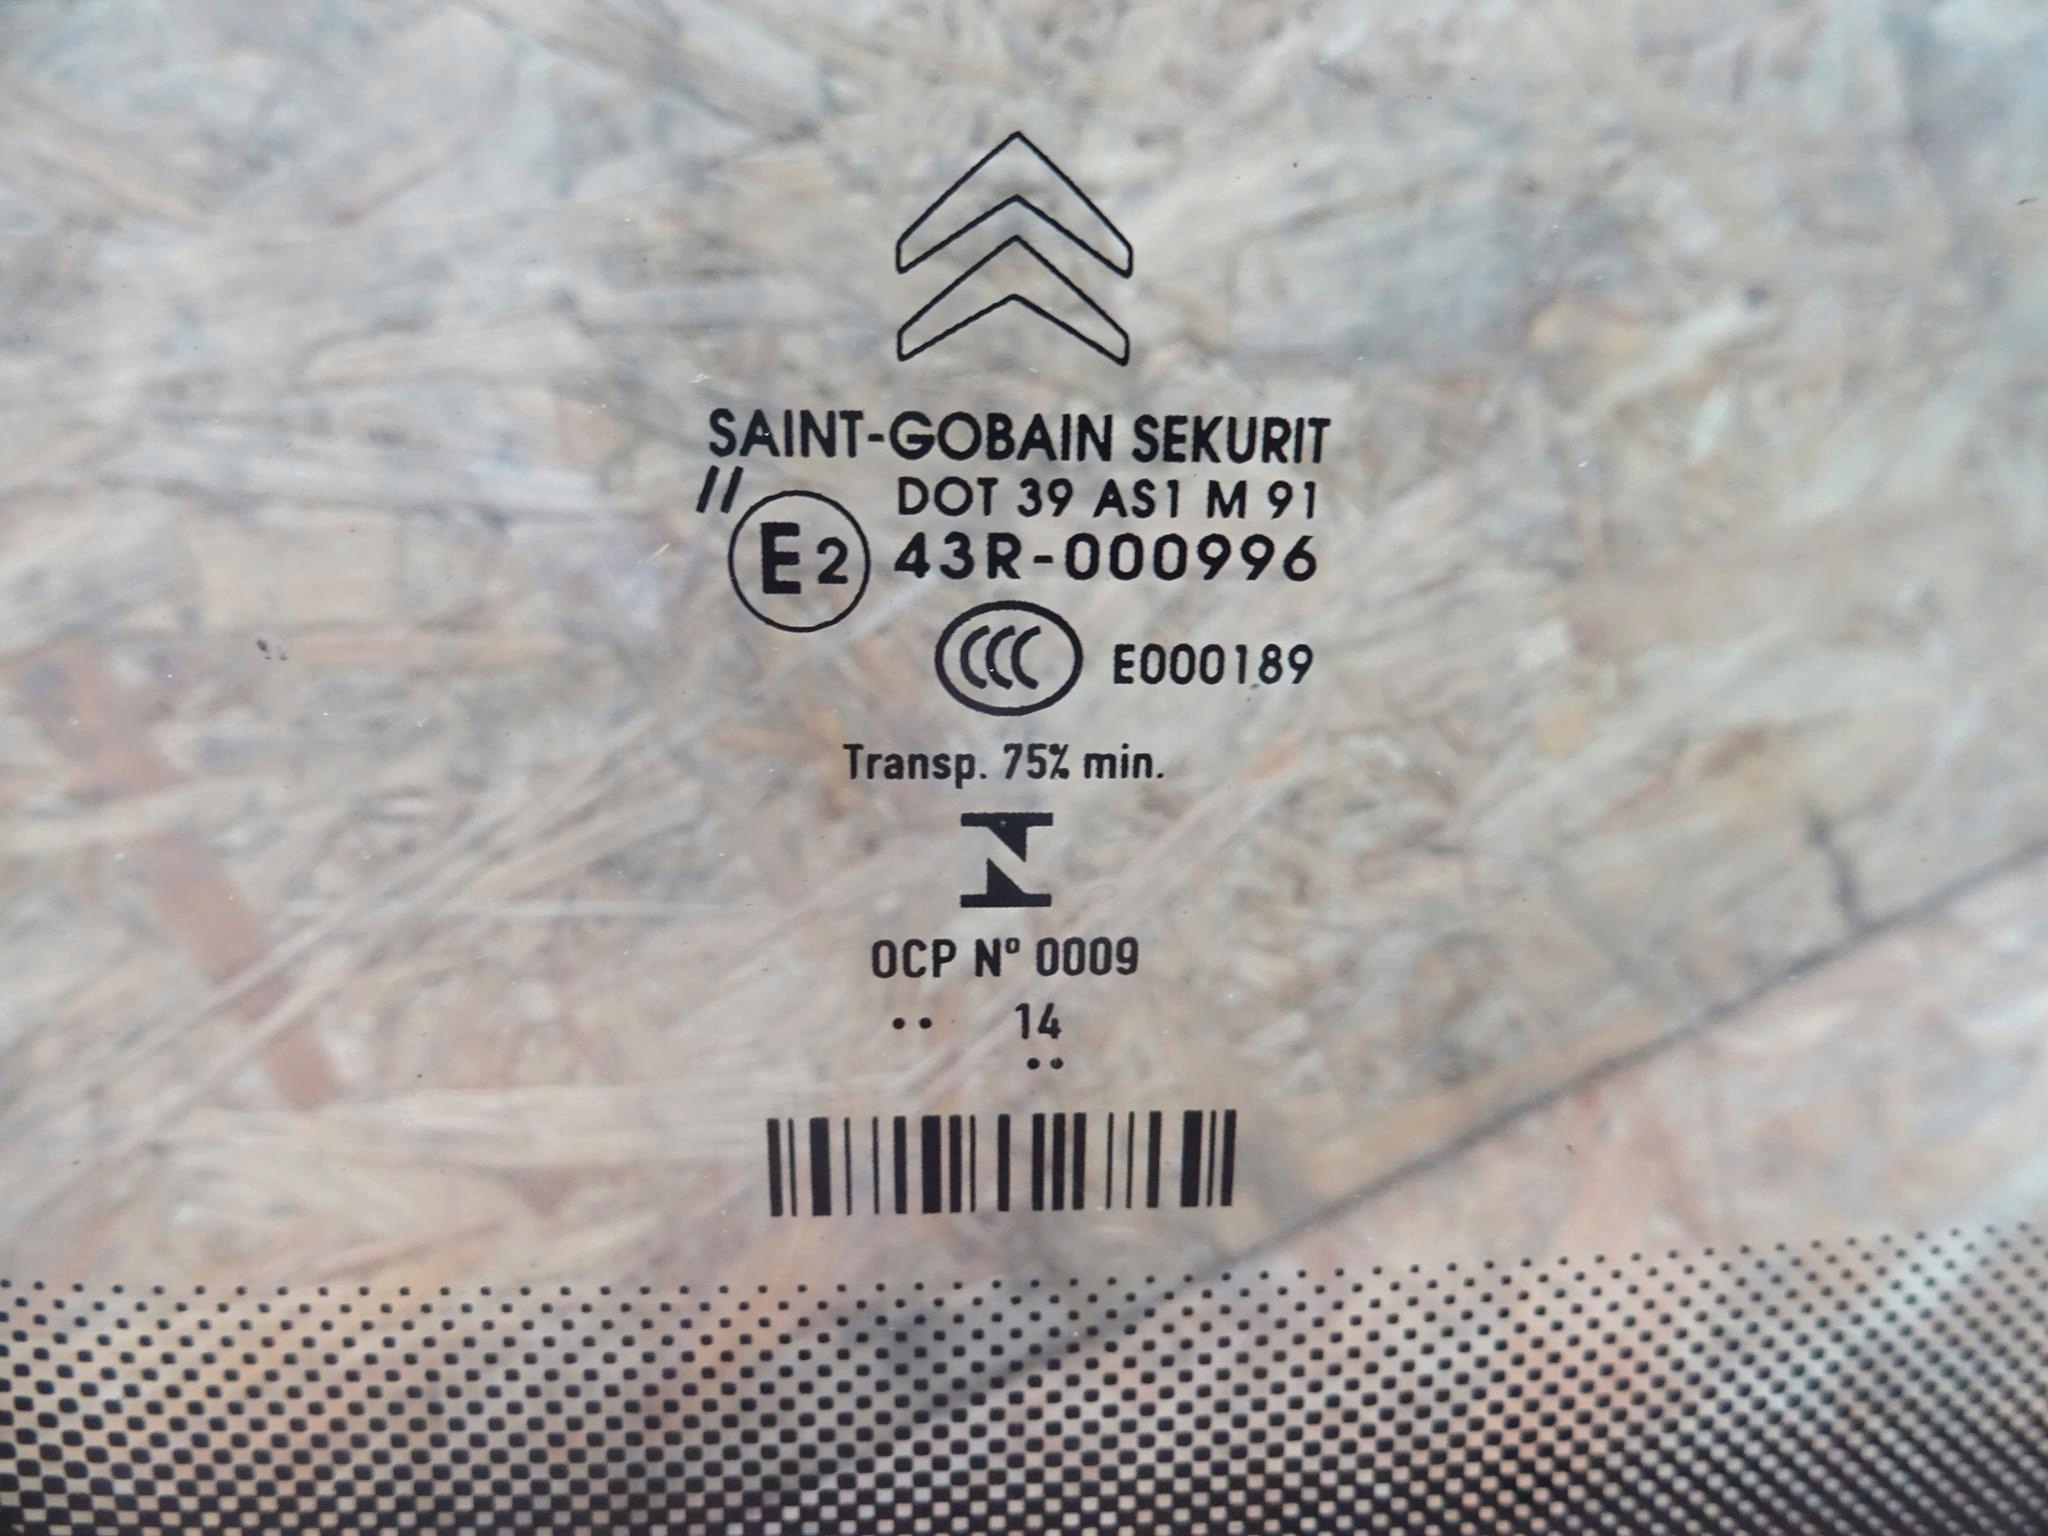 SAINT-GOBAIN SEKURIT
// DOT 39 AS1 M 91
E2 43R-000996
CCC E000189
Transp. 75% min.
OCP Nº 0009
.. 14
..